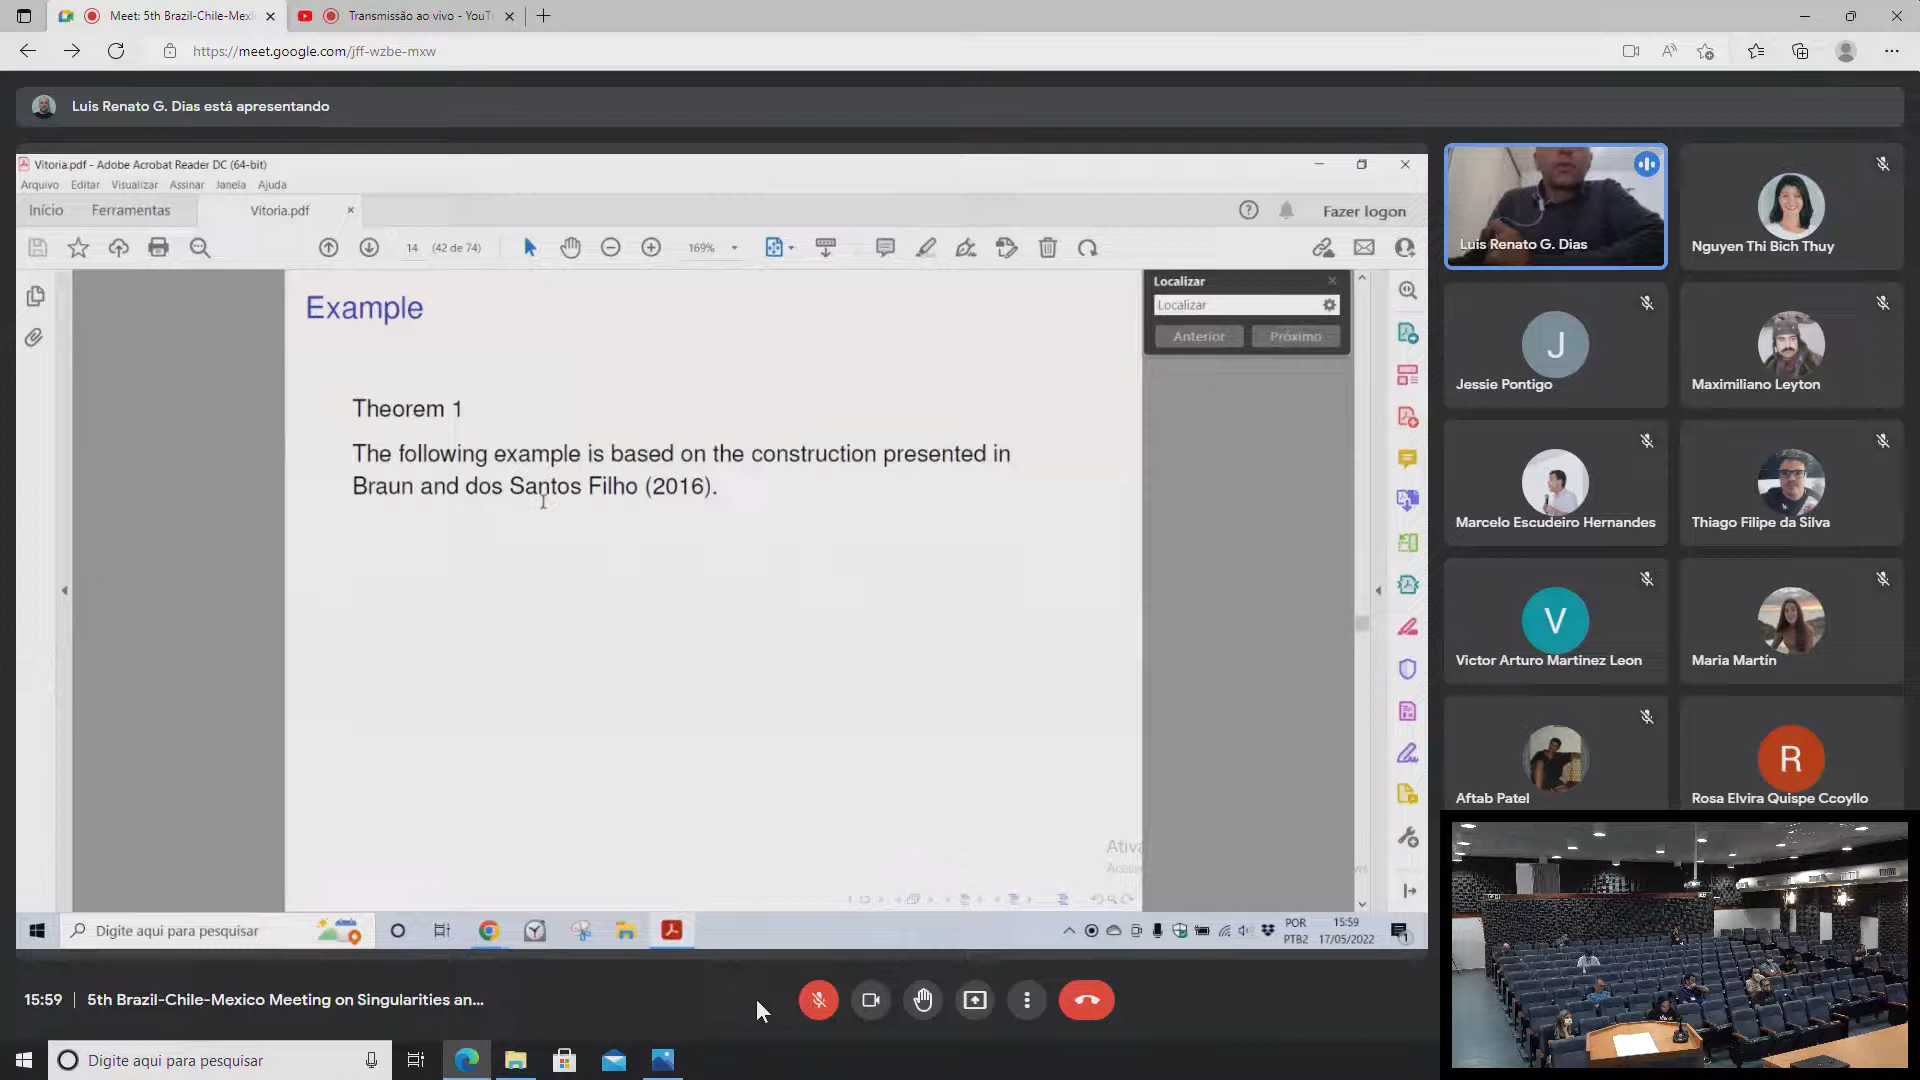 Meet: 5th Brazil-Chile-Mexi
Transmissão ao vivo - YouT
https://meet.google.com/jff-wzbe-mxw
Luis Renato G. Dias está apresentando
Vitoria.pdf - Adobe Acrobat Reader DC (64-bit)
Arquivo Editar Visualizar Assinar Janela Ajuda
Início Ferramentas Vitoria.pdf Fazer logon
14 (42 de 74) 169%
Localizar
Localizar
Anterior Próximo
Example
Theorem 1
The following example is based on the construction presented in
Braun and dos Santos Filho (2016).
Ativa
Digite aqui para pesquisar
POR
PTB2
15:59
17/05/2022
1
Luis Renato G. Dias
Nguyen Thi Bich Thuy
J
Jessie Pontigo
Maximiliano Leyton
Marcelo Escudeiro Hernandes
Thiago Filipe da Silva
V
Victor Arturo Martinez Leon
Maria Martín
Aftab Patel
R
Rosa Elvira Quispe Ccoyllo
15:59 5th Brazil-Chile-Mexico Meeting on Singularities an...
Digite aqui para pesquisar